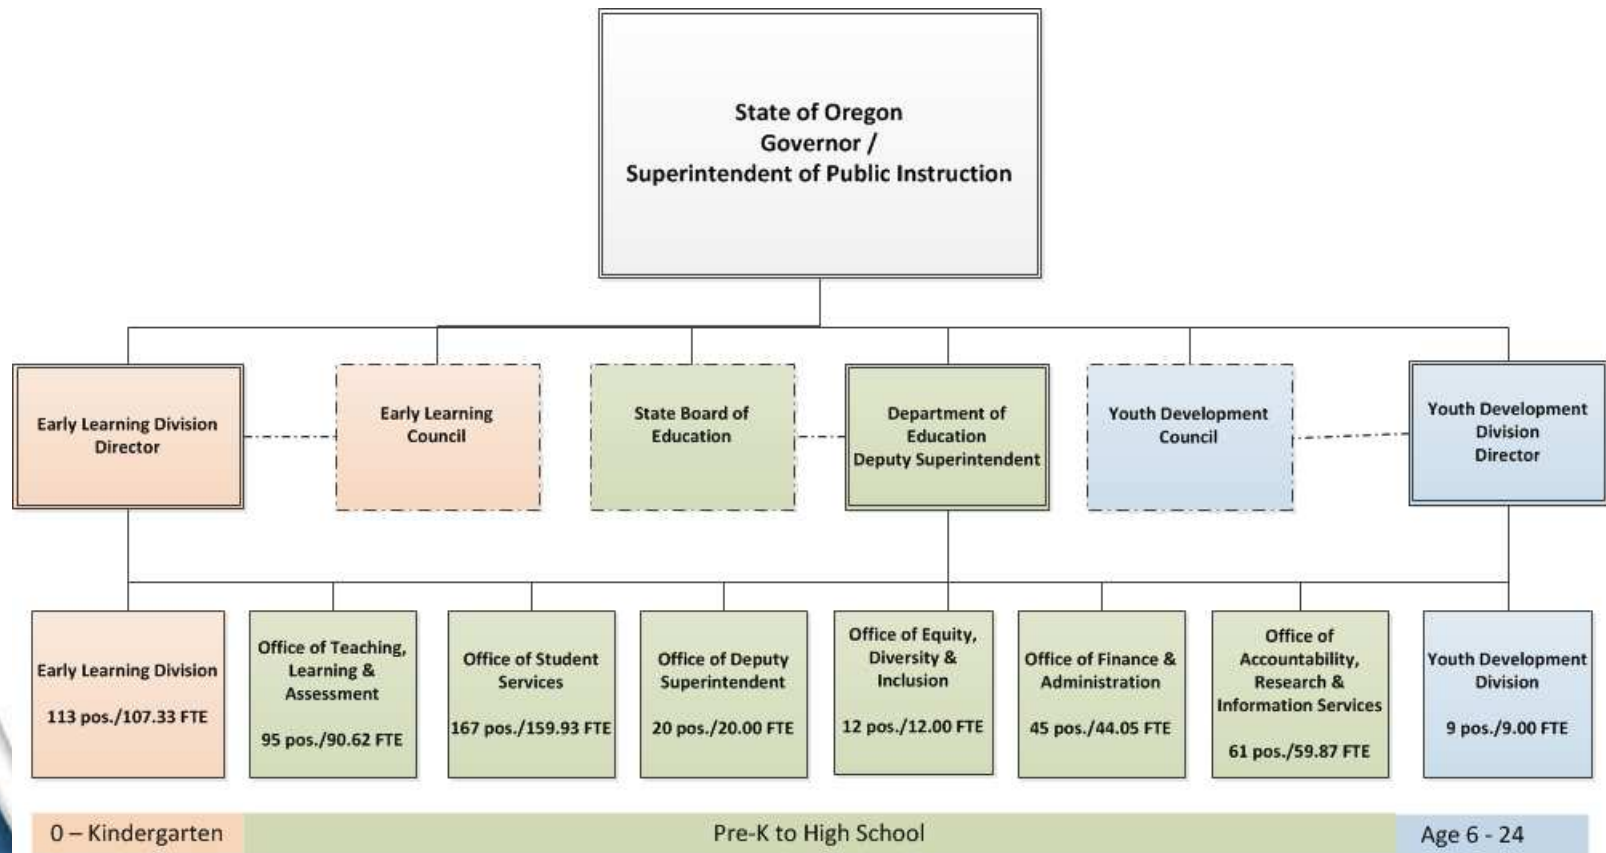 State of Oregon
Governor /
Superintendent of Public Instruction
Early Learning Division
Director
Early Learning
Council
State Board of
Education
Department of
Education
Deputy Superintendent
Youth Development
Council
Youth Development
Division
Director
Early Learning Division
113 pos./107.33 FTE
Office of Teaching,
Learning &
Assessment
95 pos./90.62 FTE
Office of Student
Services
167 pos./159.93 FTE
Office of Deputy
Superintendent
20 pos./20.00 FTE
Office of Equity,
Diversity &
Inclusion
12 pos./12.00 FTE
Office of Finance &
Administration
45 pos./44.05 FTE
Office of
Accountability,
Research &
Information Services
61 pos./59.87 FTE
Youth Development
Division
9 pos./9.00 FTE
0 – Kindergarten
Pre-K to High School
Age 6 - 24